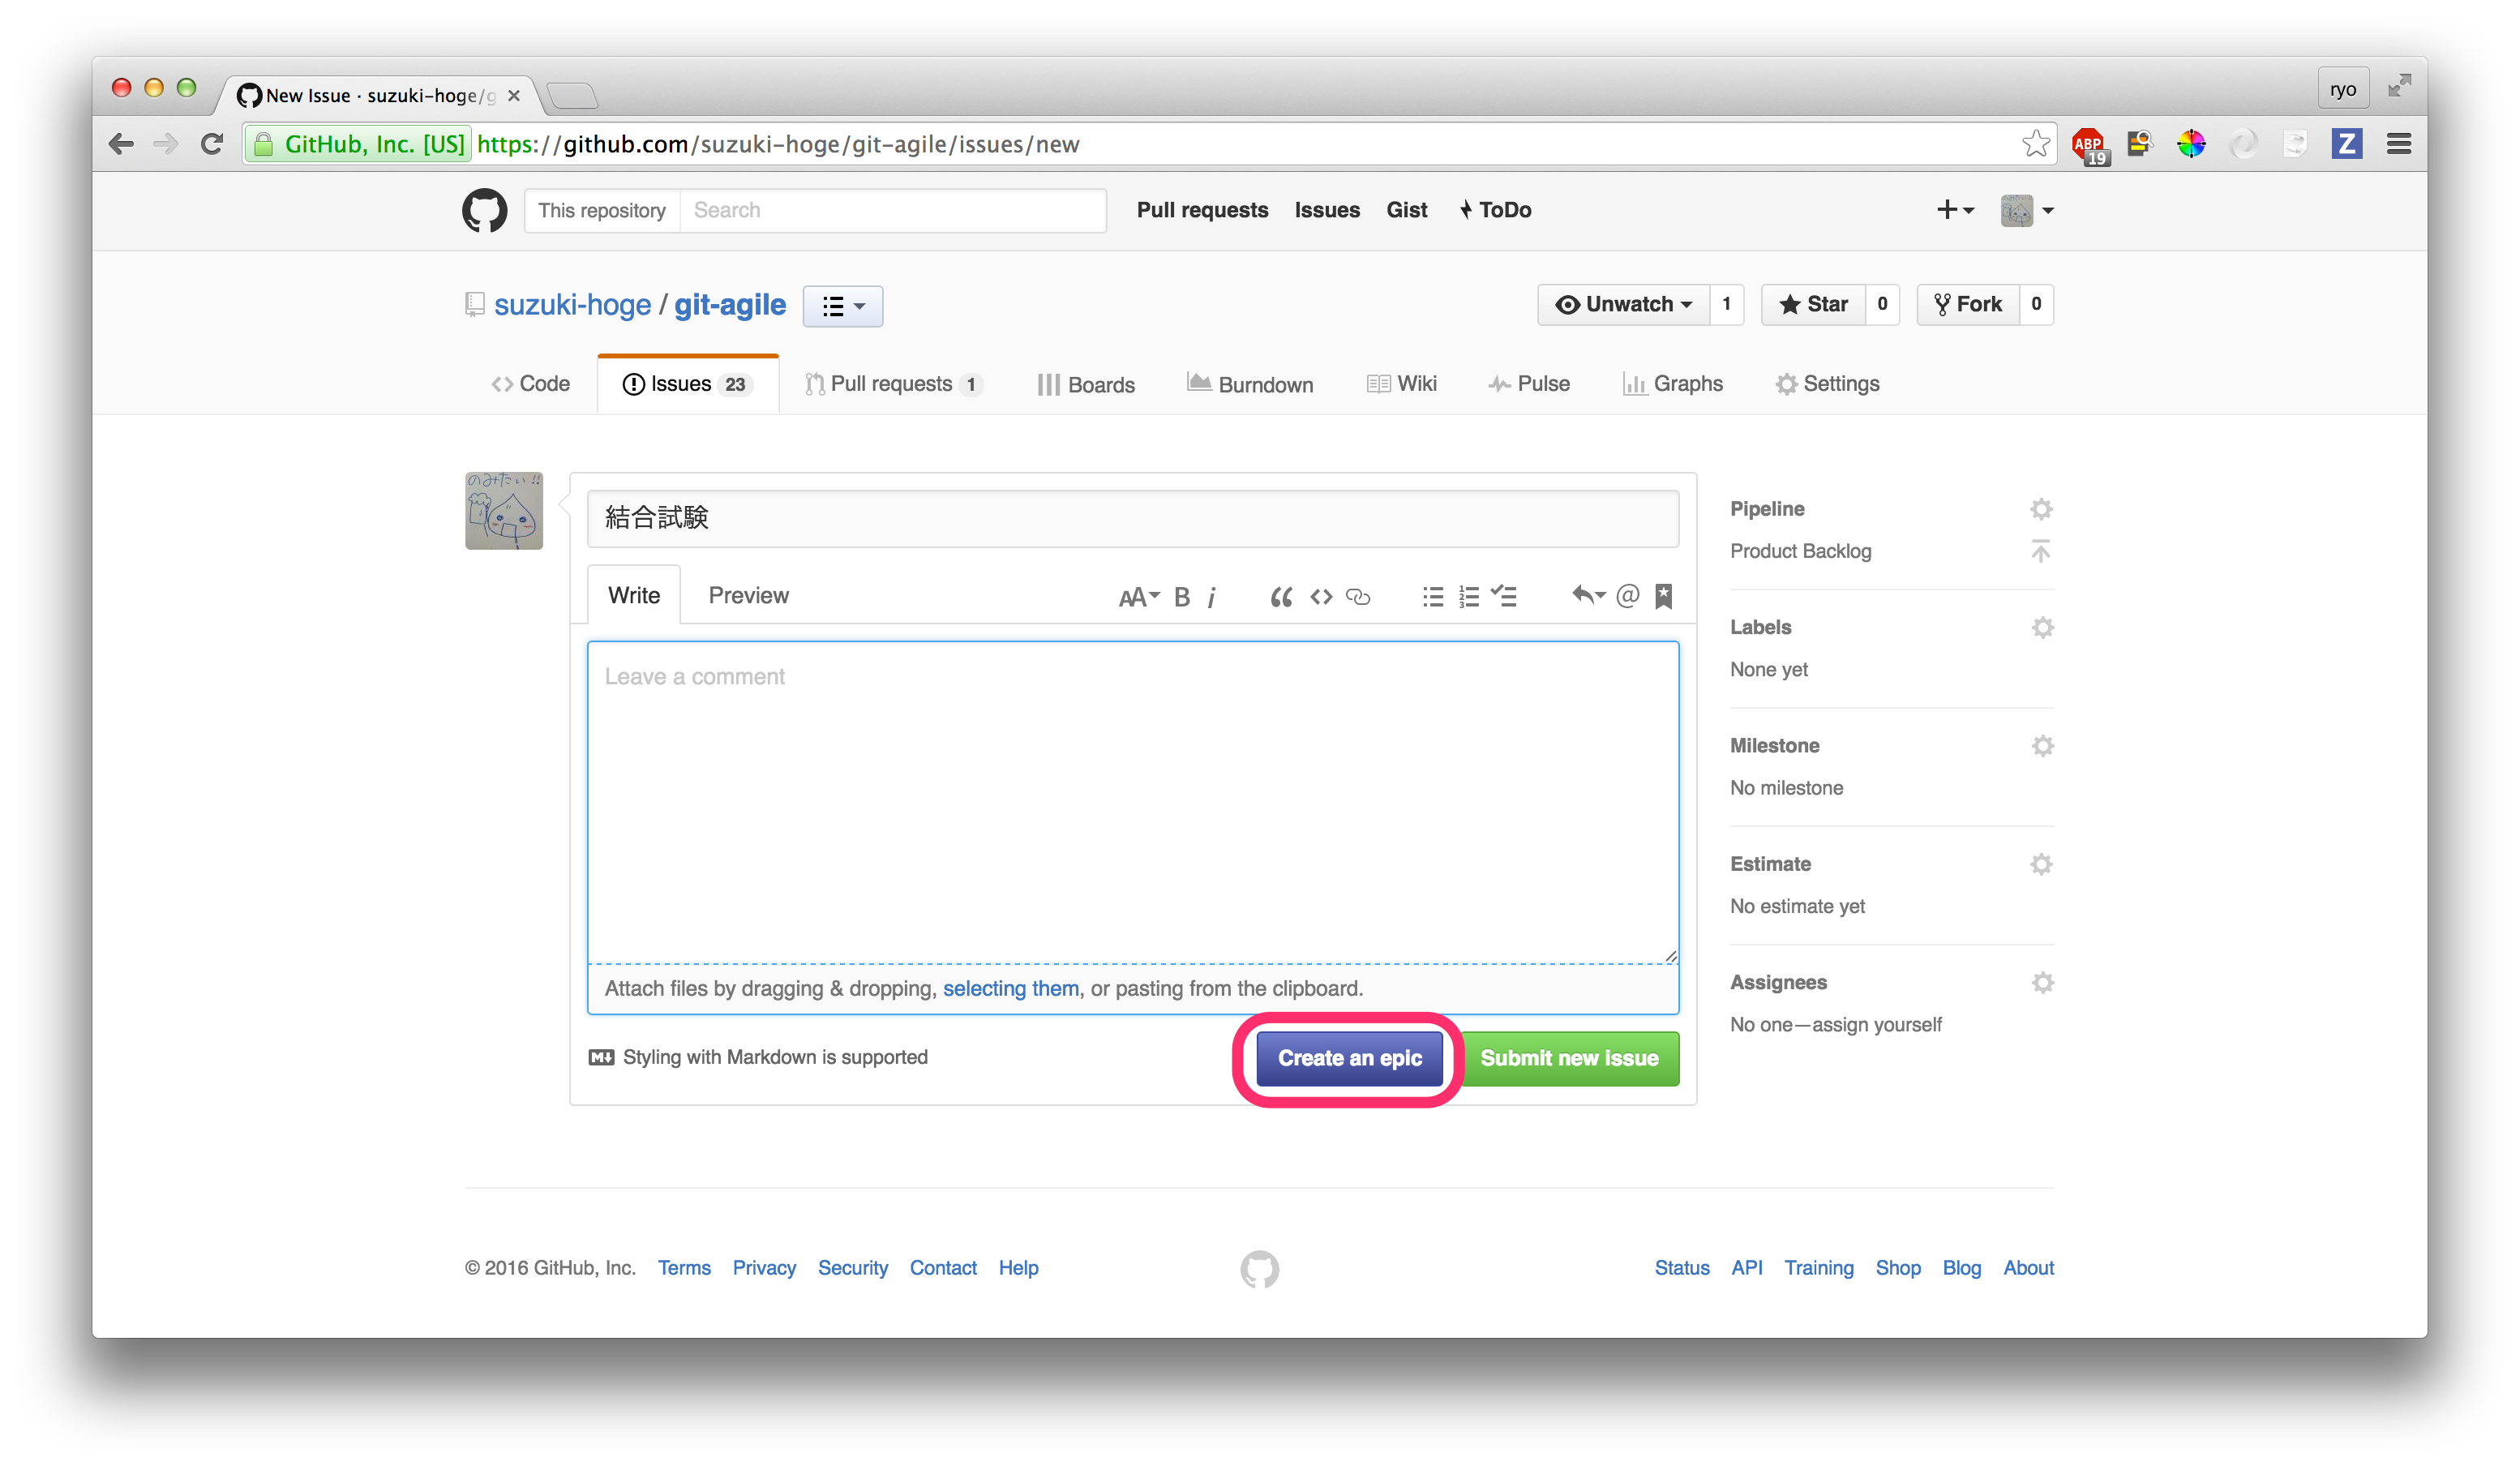 New Issue · suzuki-hoge/g
ryo
GitHub, Inc. [US] https://github.com/suzuki-hoge/git-agile/issues/new
ABP 19
Z
This repository Search Pull requests Issues Gist ToDo
suzuki-hoge / git-agile
Unwatch 1 Star 0 Fork 0
Code Issues 23 Pull requests 1 Boards Burndown Wiki Pulse Graphs Settings
のみたい!!
結合試験
Write Preview
AA B i
Leave a comment
Attach files by dragging & dropping, selecting them, or pasting from the clipboard.
Styling with Markdown is supported
Create an epic
Submit new issue
Pipeline
Product Backlog
Labels
None yet
Milestone
No milestone
Estimate
No estimate yet
Assignees
No one—assign yourself
© 2016 GitHub, Inc. Terms Privacy Security Contact Help
Status API Training Shop Blog About